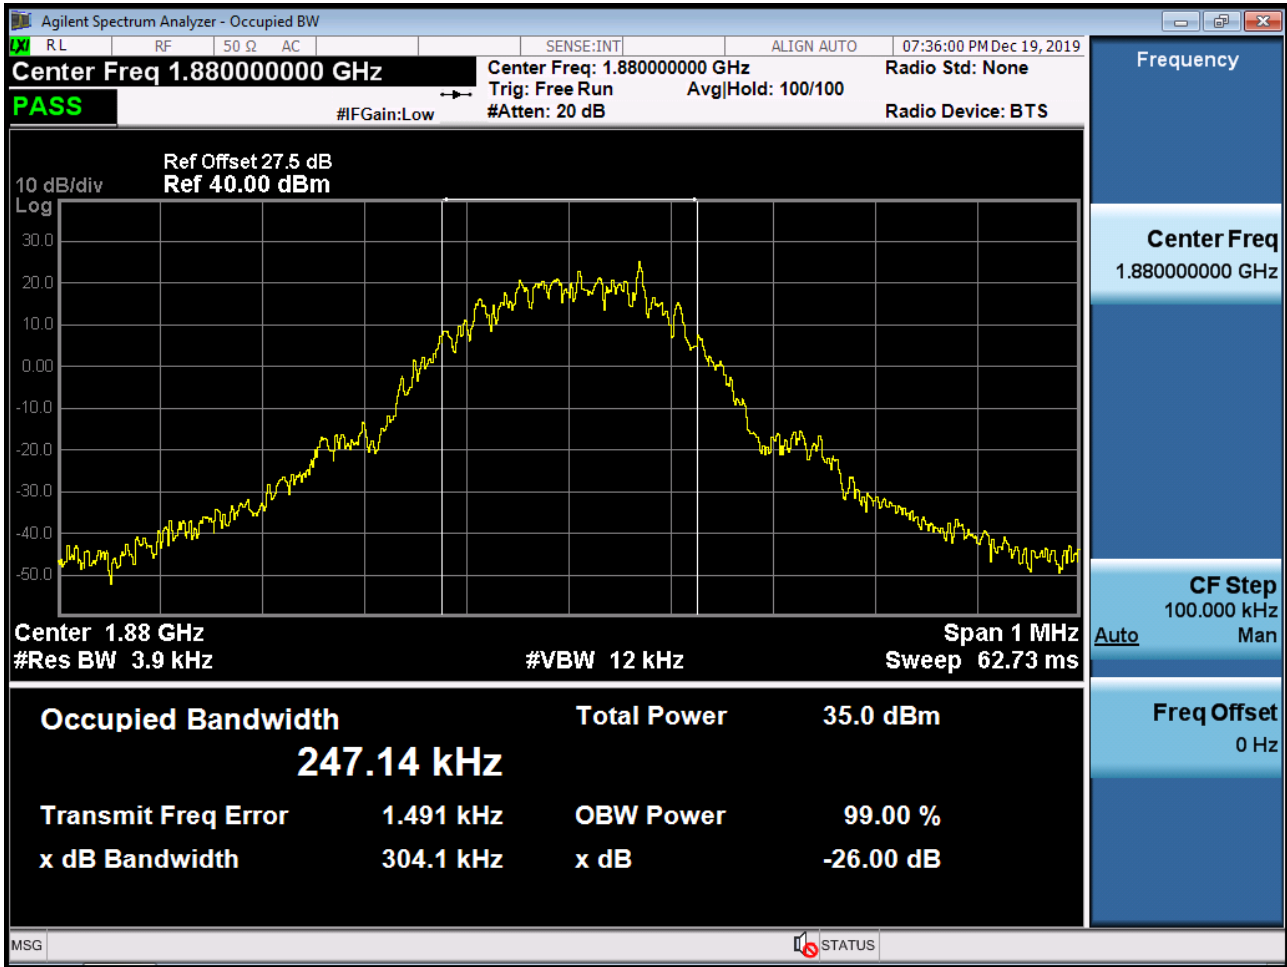 Agilent Spectrum Analyzer - Occupied BW
LXI RL RF 50 Ω AC SENSE:INT ALIGN AUTO 07:36:00 PM Dec 19, 2019
Center Freq 1.880000000 GHz
PASS
#IFGain:Low
Center Freq: 1.880000000 GHz
Trig: Free Run Avg|Hold: 100/100
#Atten: 20 dB
Radio Std: None
Radio Device: BTS
Ref Offset 27.5 dB
10 dB/div Ref 40.00 dBm
Log
30.0
20.0
10.0
0.00
-10.0
-20.0
-30.0
-40.0
-50.0
Center 1.88 GHz Span 1 MHz
#Res BW 3.9 kHz #VBW 12 kHz Sweep 62.73 ms
Occupied Bandwidth Total Power 35.0 dBm
247.14 kHz
Transmit Freq Error 1.491 kHz OBW Power 99.00 %
x dB Bandwidth 304.1 kHz x dB -26.00 dB
MSG STATUS
Frequency
Center Freq
1.880000000 GHz
CF Step
100.000 kHz
Auto Man
Freq Offset
0 Hz